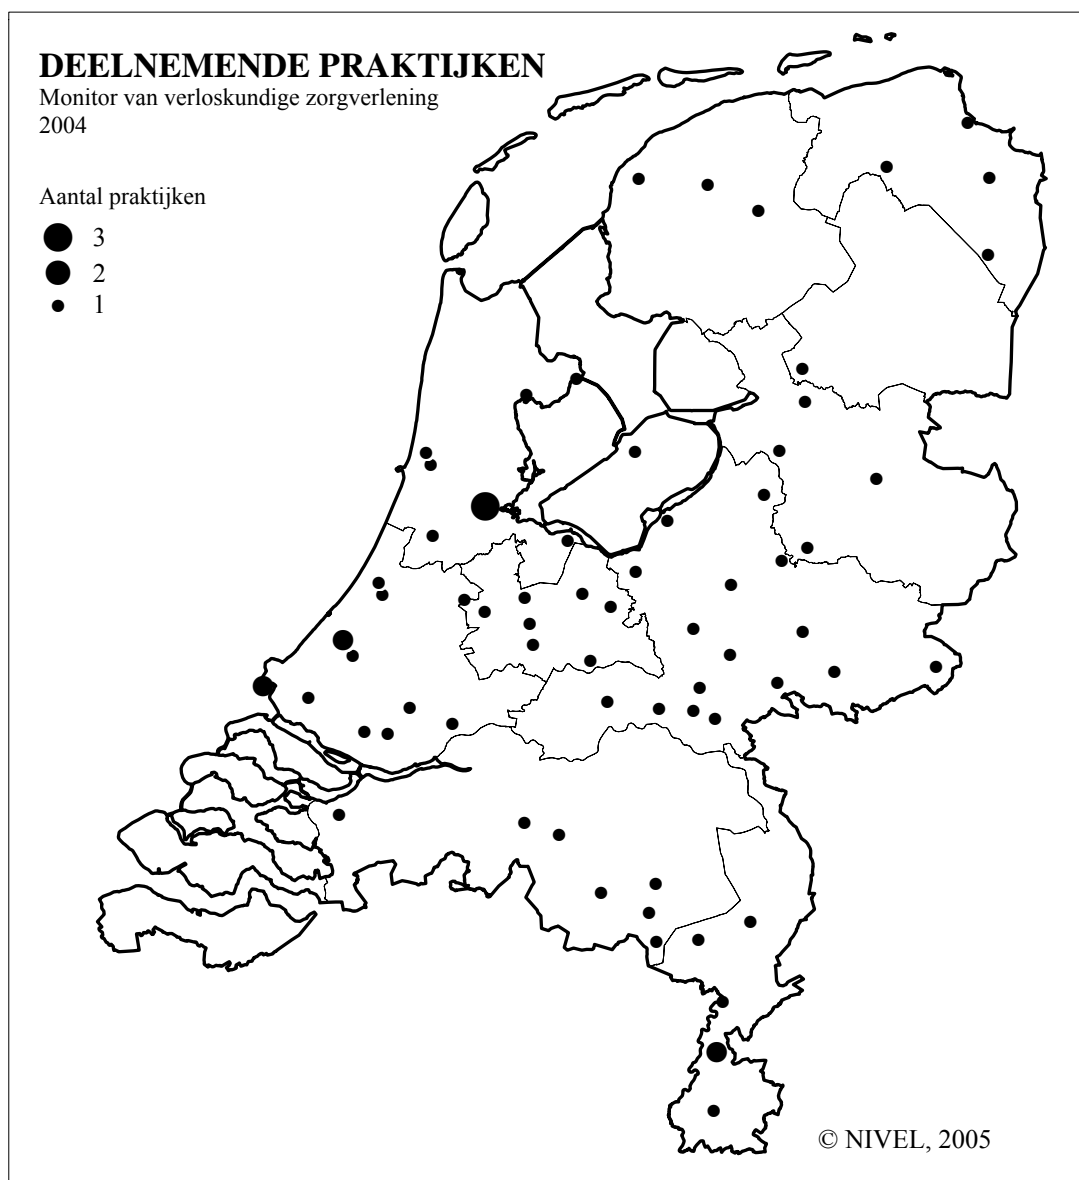 DEELNEMENDE PRAKTIJKEN
Monitor van verloskundige zorgverlening
2004
Aantal praktijken
3
2
1
© NIVEL, 2005